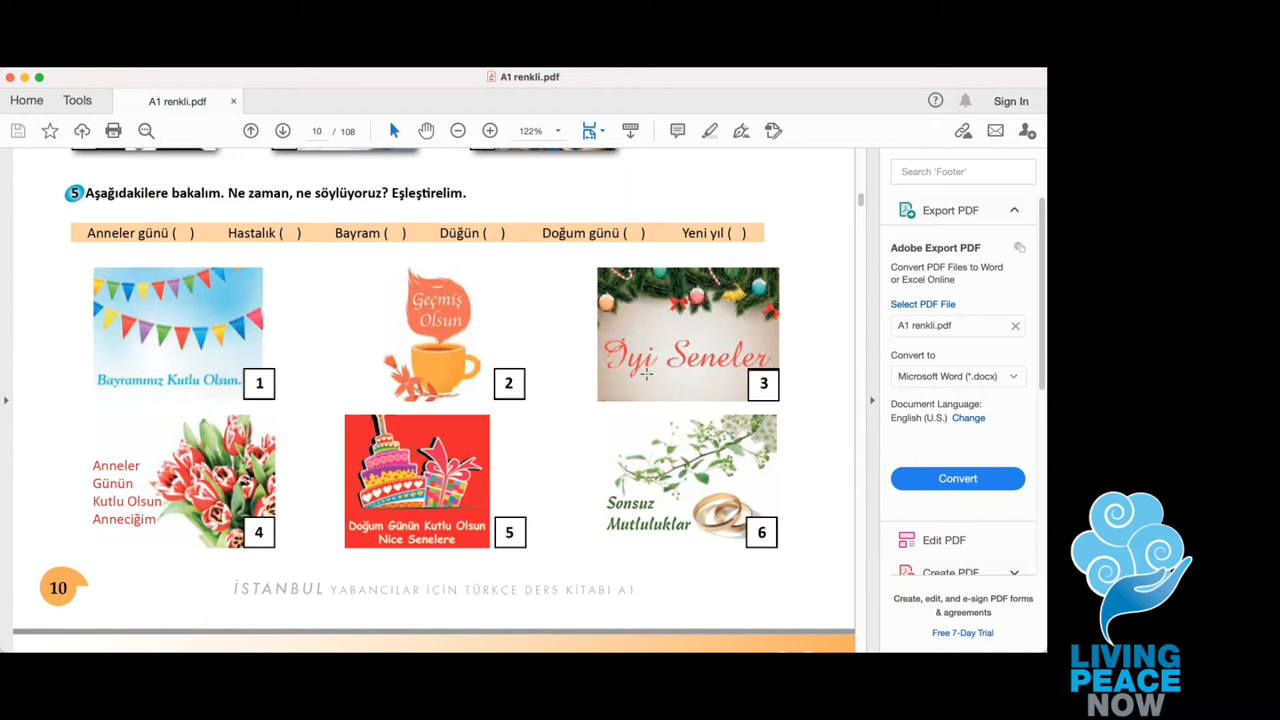 A1 renkli.pdf
Home Tools A1 renkli.pdf × Sign In
10 / 108 122%
5 Aşağıdakilere bakalım. Ne zaman, ne söylüyoruz? Eşleştirelim.
Anneler günü ( ) Hastalık ( ) Bayram ( ) Düğün ( ) Doğum günü ( ) Yeni yıl ( )
Bayramınız Kutlu Olsun.
1
Geçmiş
Olsun
2
İyi Seneler
3
Anneler
Günün
Kutlu Olsun
Anneciğim
4
Doğum Günün Kutlu Olsun
Nice Senelere
5
Sonsuz
Mutluluklar
6
10
İSTANBUL YABANCILAR İÇİN TÜRKÇE DERS KİTABI A1
Search 'Footer'
Export PDF
Adobe Export PDF
Convert PDF Files to Word
or Excel Online
Select PDF File
A1 renkli.pdf
Convert to
Microsoft Word (*.docx)
Document Language:
English (U.S.) Change
Convert
Edit PDF
Create PDF
Create, edit, and e-sign PDF forms
& agreements
Free 7-Day Trial
LIVING
PEACE
NOW